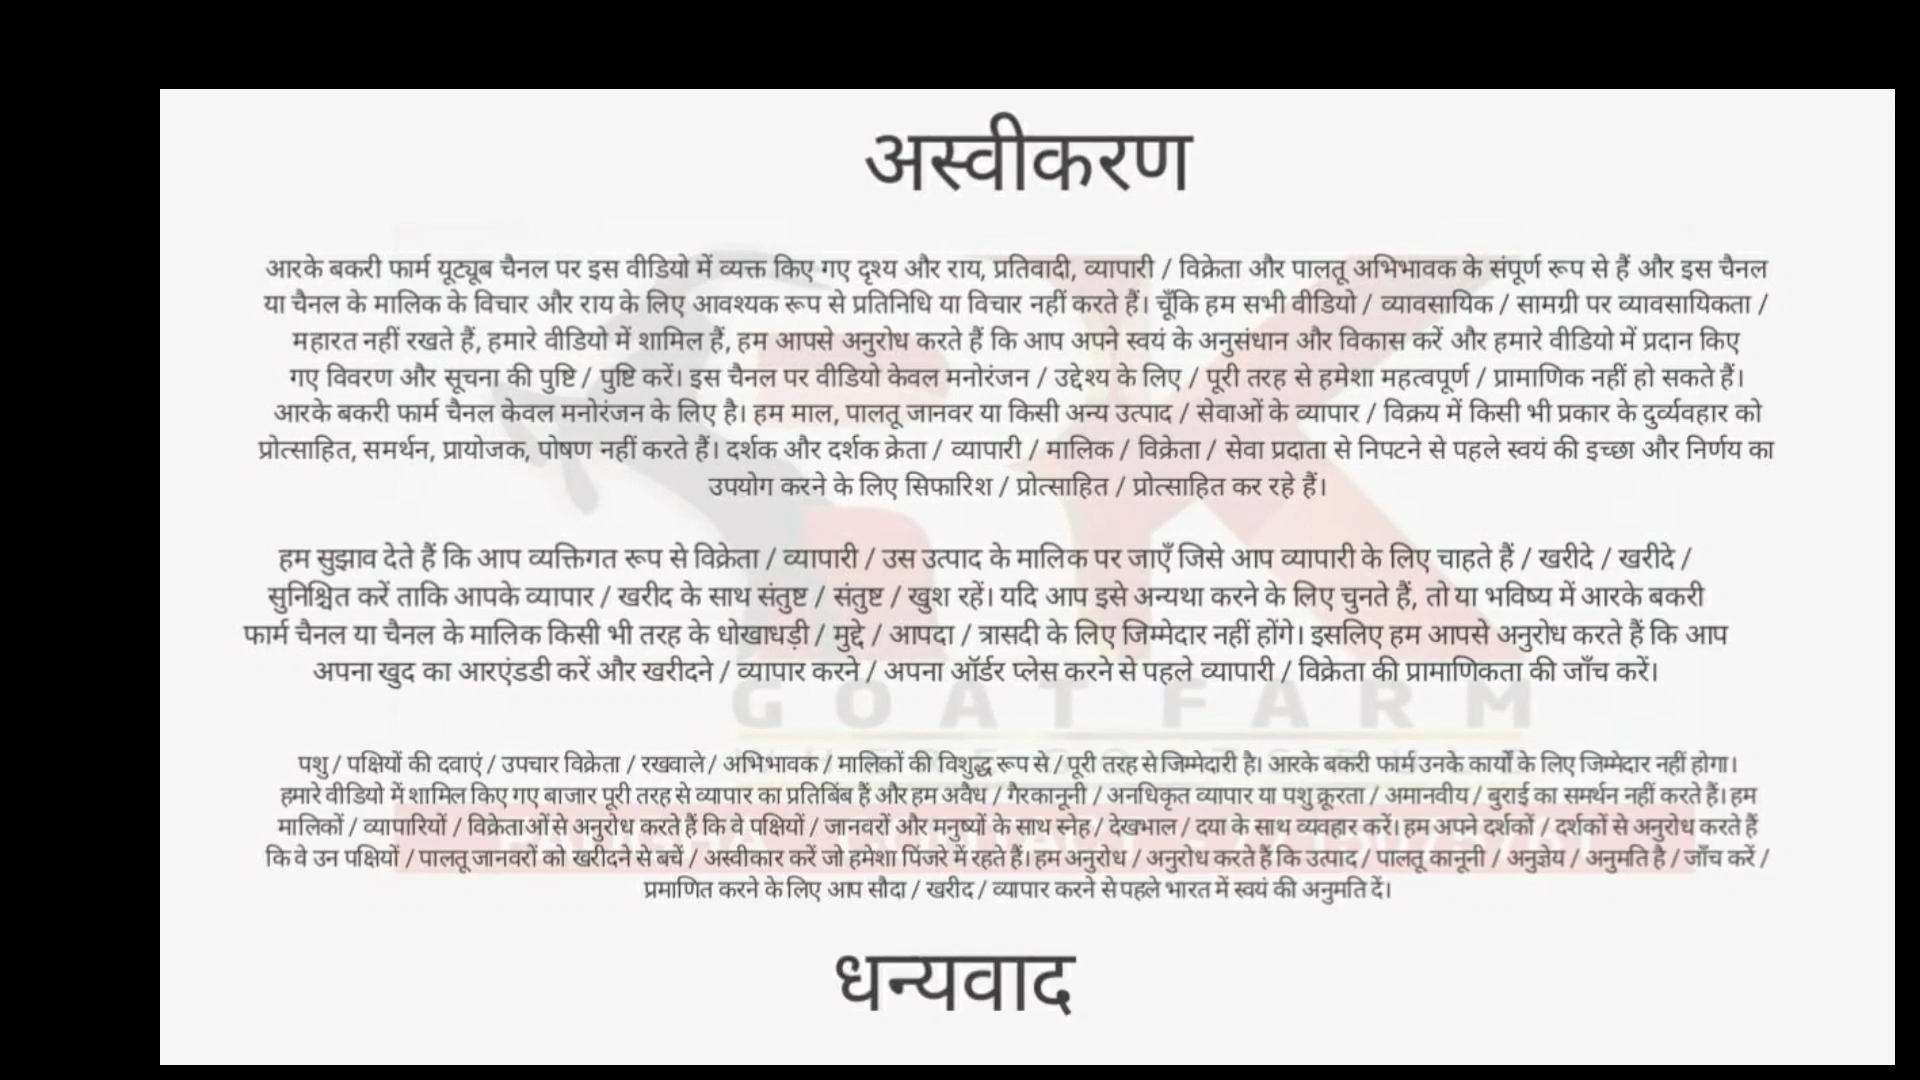 अस्वीकरण
आरके बकरी फार्म यूट्यूब चैनल पर इस वीडियो में व्यक्त किए गए दृश्य और राय, प्रतिवादी, व्यापारी / विक्रेता और पालतू अभिभावक के संपूर्ण रूप से हैं और इस चैनल
या चैनल के मालिक के विचार और राय के लिए आवश्यक रूप से प्रतिनिधि या विचार नहीं करते हैं। चूँकि हम सभी वीडियो / व्यावसायिक / सामग्री पर व्यावसायिकता /
महारत नहीं रखते हैं, हमारे वीडियो में शामिल हैं, हम आपसे अनुरोध करते हैं कि आप अपने स्वयं के अनुसंधान और विकास करें और हमारे वीडियो में प्रदान किए
गए विवरण और सूचना की पुष्टि / पुष्टि करें। इस चैनल पर वीडियो केवल मनोरंजन / उद्देश्य के लिए / पूरी तरह से हमेशा महत्वपूर्ण / प्रामाणिक नहीं हो सकते हैं।
आरके बकरी फार्म चैनल केवल मनोरंजन के लिए है। हम माल, पालतू जानवर या किसी अन्य उत्पाद / सेवाओं के व्यापार / विक्रय में किसी भी प्रकार के दुर्व्यवहार को
प्रोत्साहित, समर्थन, प्रायोजक, पोषण नहीं करते हैं। दर्शक और दर्शक क्रेता / व्यापारी / मालिक / विक्रेता / सेवा प्रदाता से निपटने से पहले स्वयं की इच्छा और निर्णय का
उपयोग करने के लिए सिफारिश / प्रोत्साहित / प्रोत्साहित कर रहे हैं।
हम सुझाव देते हैं कि आप व्यक्तिगत रूप से विक्रेता / व्यापारी / उस उत्पाद के मालिक पर जाएँ जिसे आप व्यापारी के लिए चाहते हैं / खरीदे / खरीदे /
सुनिश्चित करें ताकि आपके व्यापार / खरीद के साथ संतुष्ट / संतुष्ट / खुश रहें। यदि आप इसे अन्यथा करने के लिए चुनते हैं, तो या भविष्य में आरके बकरी
फार्म चैनल या चैनल के मालिक किसी भी तरह के धोखाधड़ी / मुद्दे / आपदा / त्रासदी के लिए जिम्मेदार नहीं होंगे। इसलिए हम आपसे अनुरोध करते हैं कि आप
अपना खुद का आरएंडडी करें और खरीदने / व्यापार करने / अपना ऑर्डर प्लेस करने से पहले व्यापारी / विक्रेता की प्रामाणिकता की जाँच करें।
GOAT FARM
पशु / पक्षियों की दवाएं / उपचार विक्रेता / रखवाले / अभिभावक / मालिकों की विशुद्ध रूप से / पूरी तरह से जिम्मेदारी है। आरके बकरी फार्म उनके कार्यों के लिए जिम्मेदार नहीं होगा।
हमारे वीडियो में शामिल किए गए बाजार पूरी तरह से व्यापार का प्रतिबिंब हैं और हम अवैध / गैरकानूनी / अनधिकृत व्यापार या पशु क्रूरता / अमानवीय / बुराई का समर्थन नहीं करते हैं। हम
मालिकों / व्यापारियों / विक्रेताओं से अनुरोध करते हैं कि वे पक्षियों / जानवरों और मनुष्यों के साथ स्नेह / देखभाल / दया के साथ व्यवहार करें। हम अपने दर्शकों / दर्शकों से अनुरोध करते हैं
कि वे उन पक्षियों / पालतू जानवरों को खरीदने से बचें / अस्वीकार करें जो हमेशा पिंजरे में रहते हैं। हम अनुरोध / अनुरोध करते हैं कि उत्पाद / पालतू कानूनी / अनुज्ञेय / अनुमति है / जाँच करें /
प्रमाणित करने के लिए आप सौदा / खरीद / व्यापार करने से पहले भारत में स्वयं की अनुमति दें।
धन्यवाद